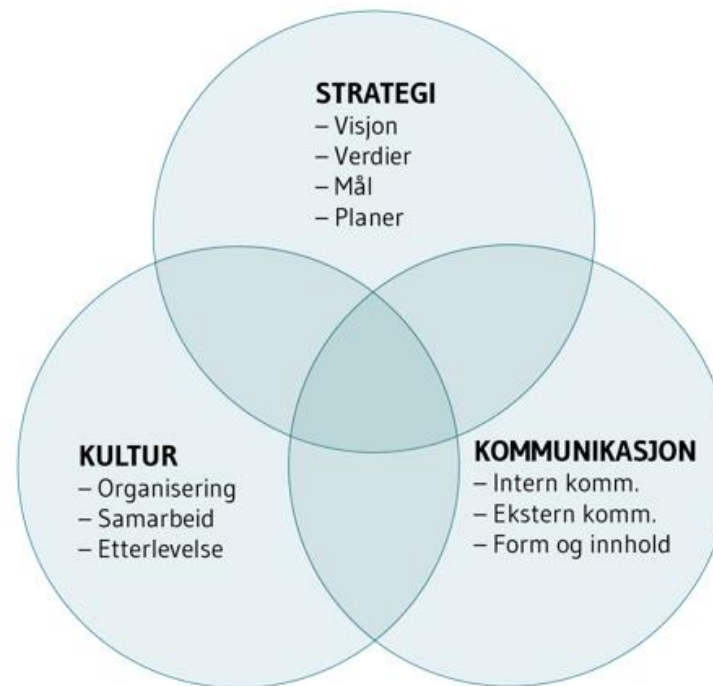 STRATEGI
– Visjon
– Verdier
– Mål
– Planer
KULTUR
– Organisering
– Samarbeid
– Etterlevelse
KOMMUNIKASJON
– Intern komm.
– Ekstern komm.
– Form og innhold